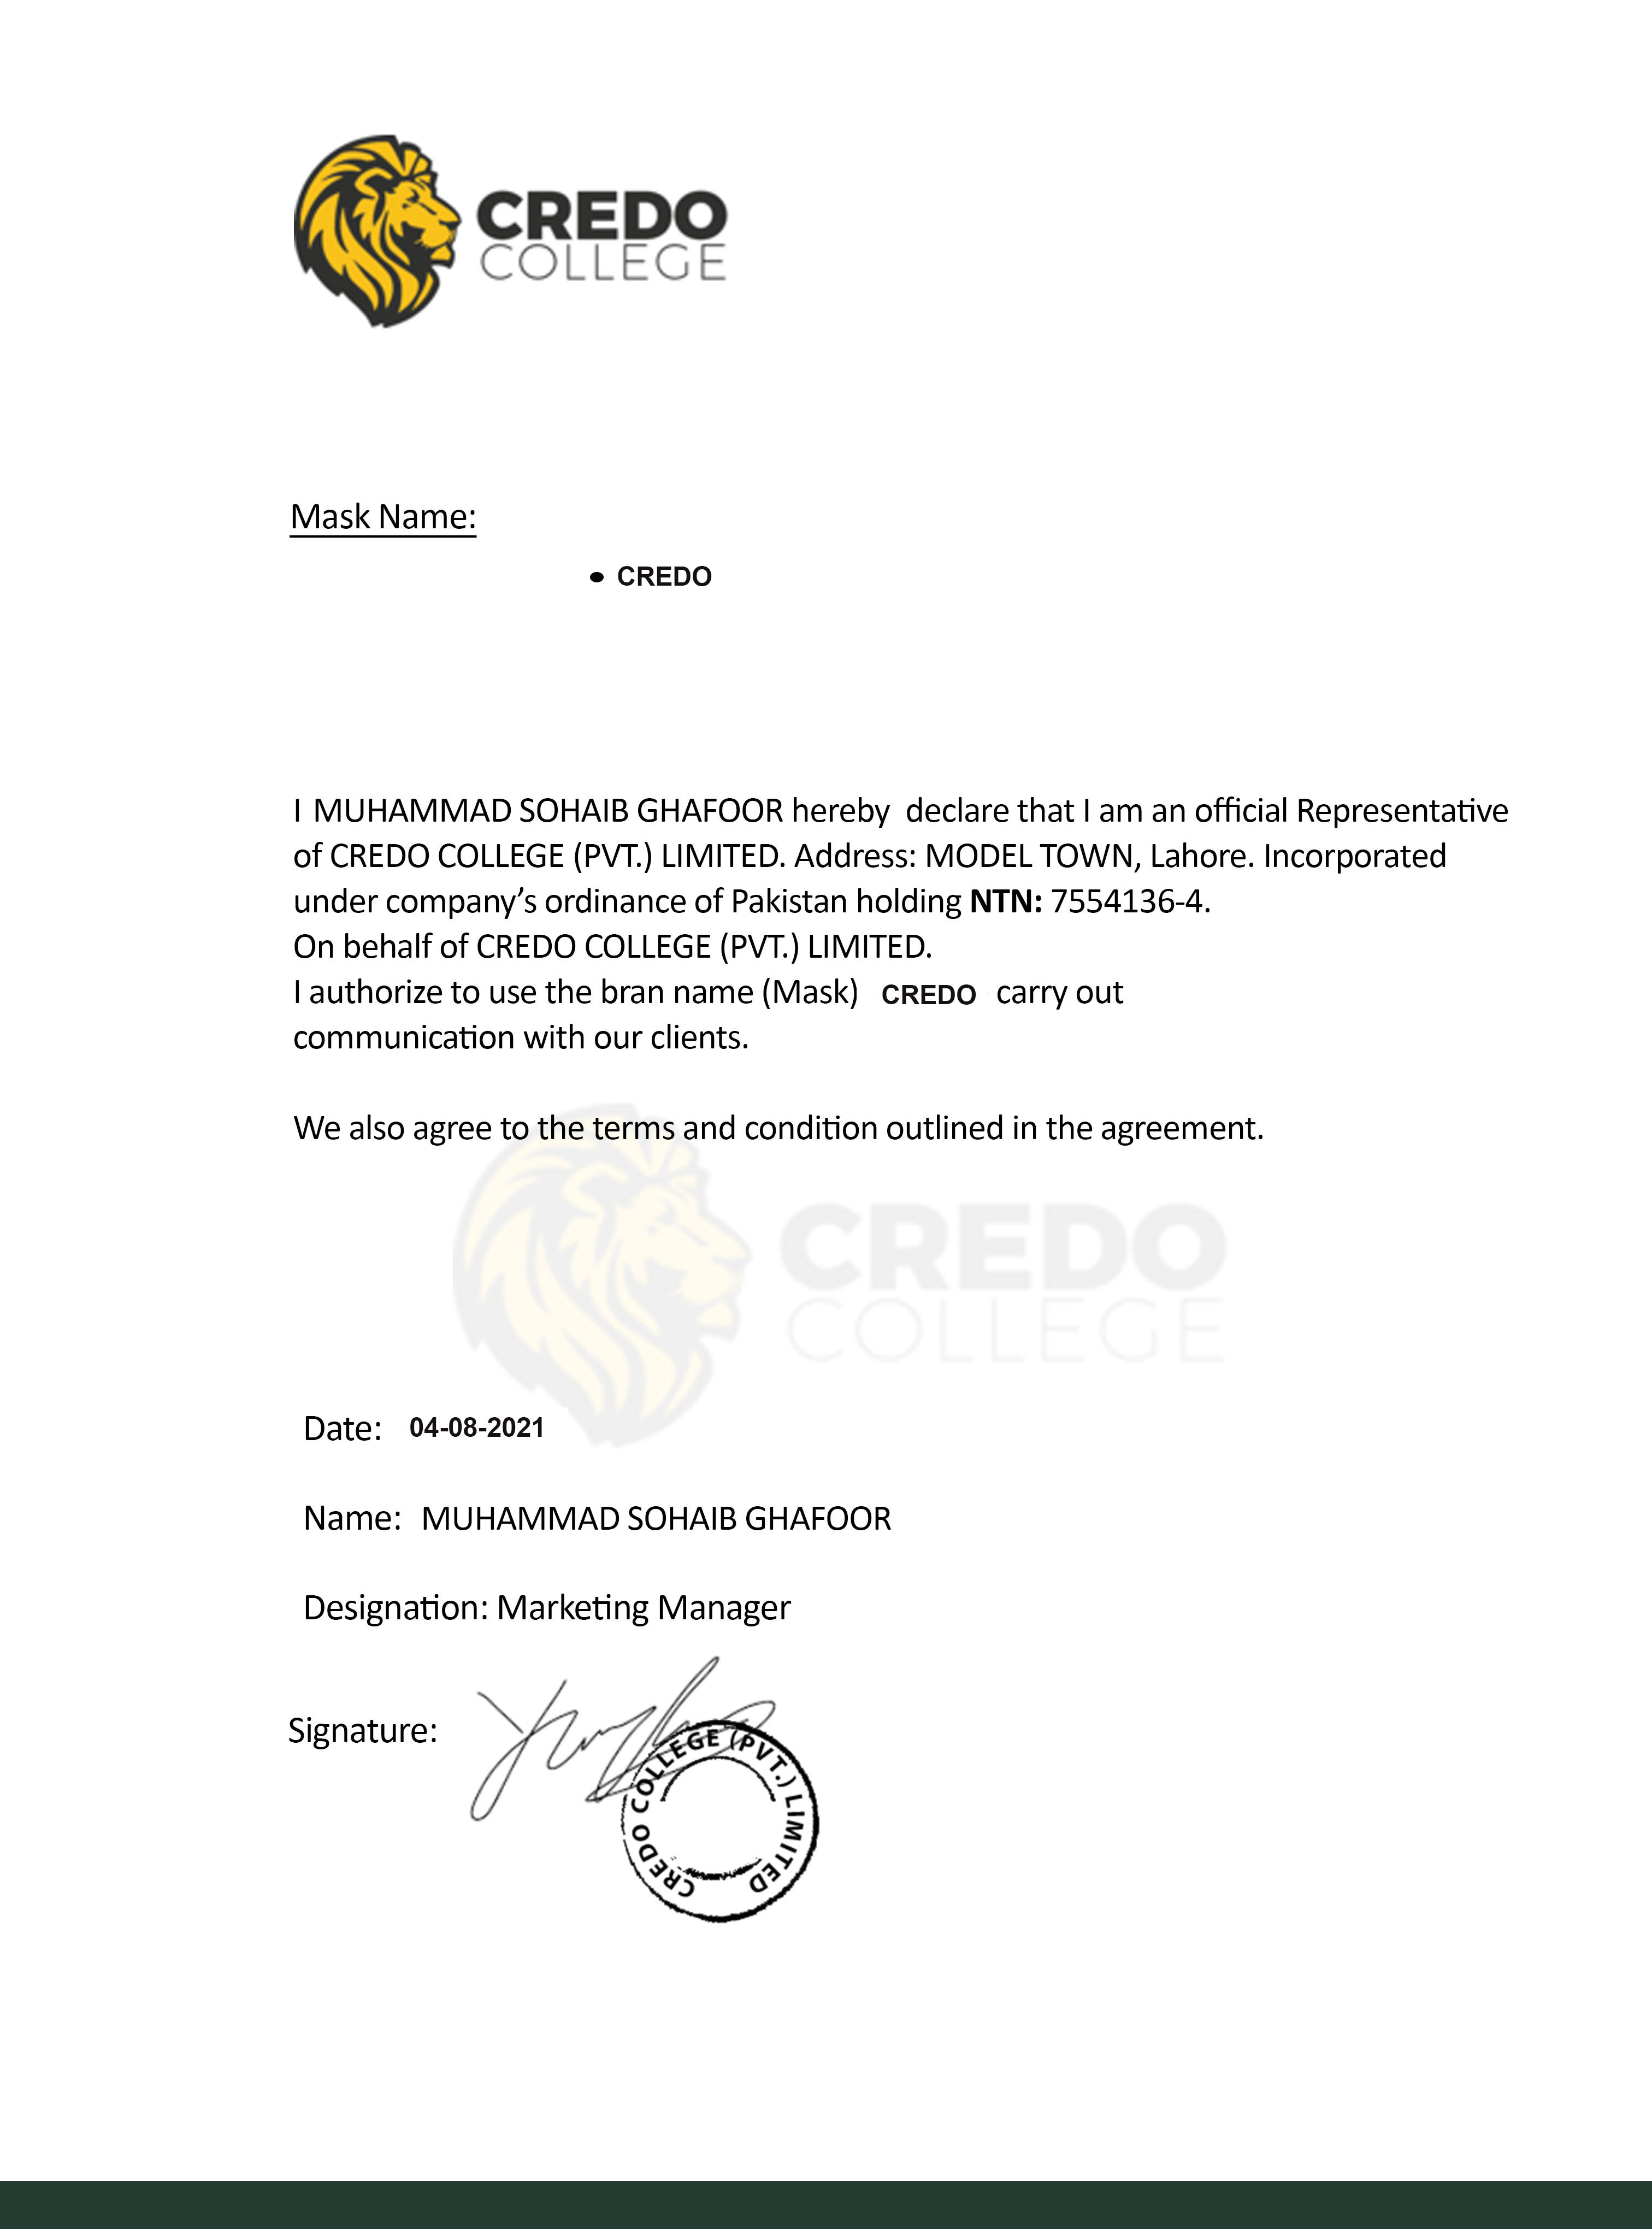 CREDO
COLLEGE
Mask Name:
• CREDO
I MUHAMMAD SOHAIB GHAFOOR hereby declare that I am an official Representative
of CREDO COLLEGE (PVT.) LIMITED. Address: MODEL TOWN, Lahore. Incorporated
under company’s ordinance of Pakistan holding NTN: 7554136-4.
On behalf of CREDO COLLEGE (PVT.) LIMITED.
I authorize to use the bran name (Mask) CREDO carry out
communication with our clients.
We also agree to the terms and condition outlined in the agreement.
CREDO
COLLEGE
Date: 04-08-2021
Name: MUHAMMAD SOHAIB GHAFOOR
Designation: Marketing Manager
Signature:
CREDO COLLEGE (PVT.) LIMITED